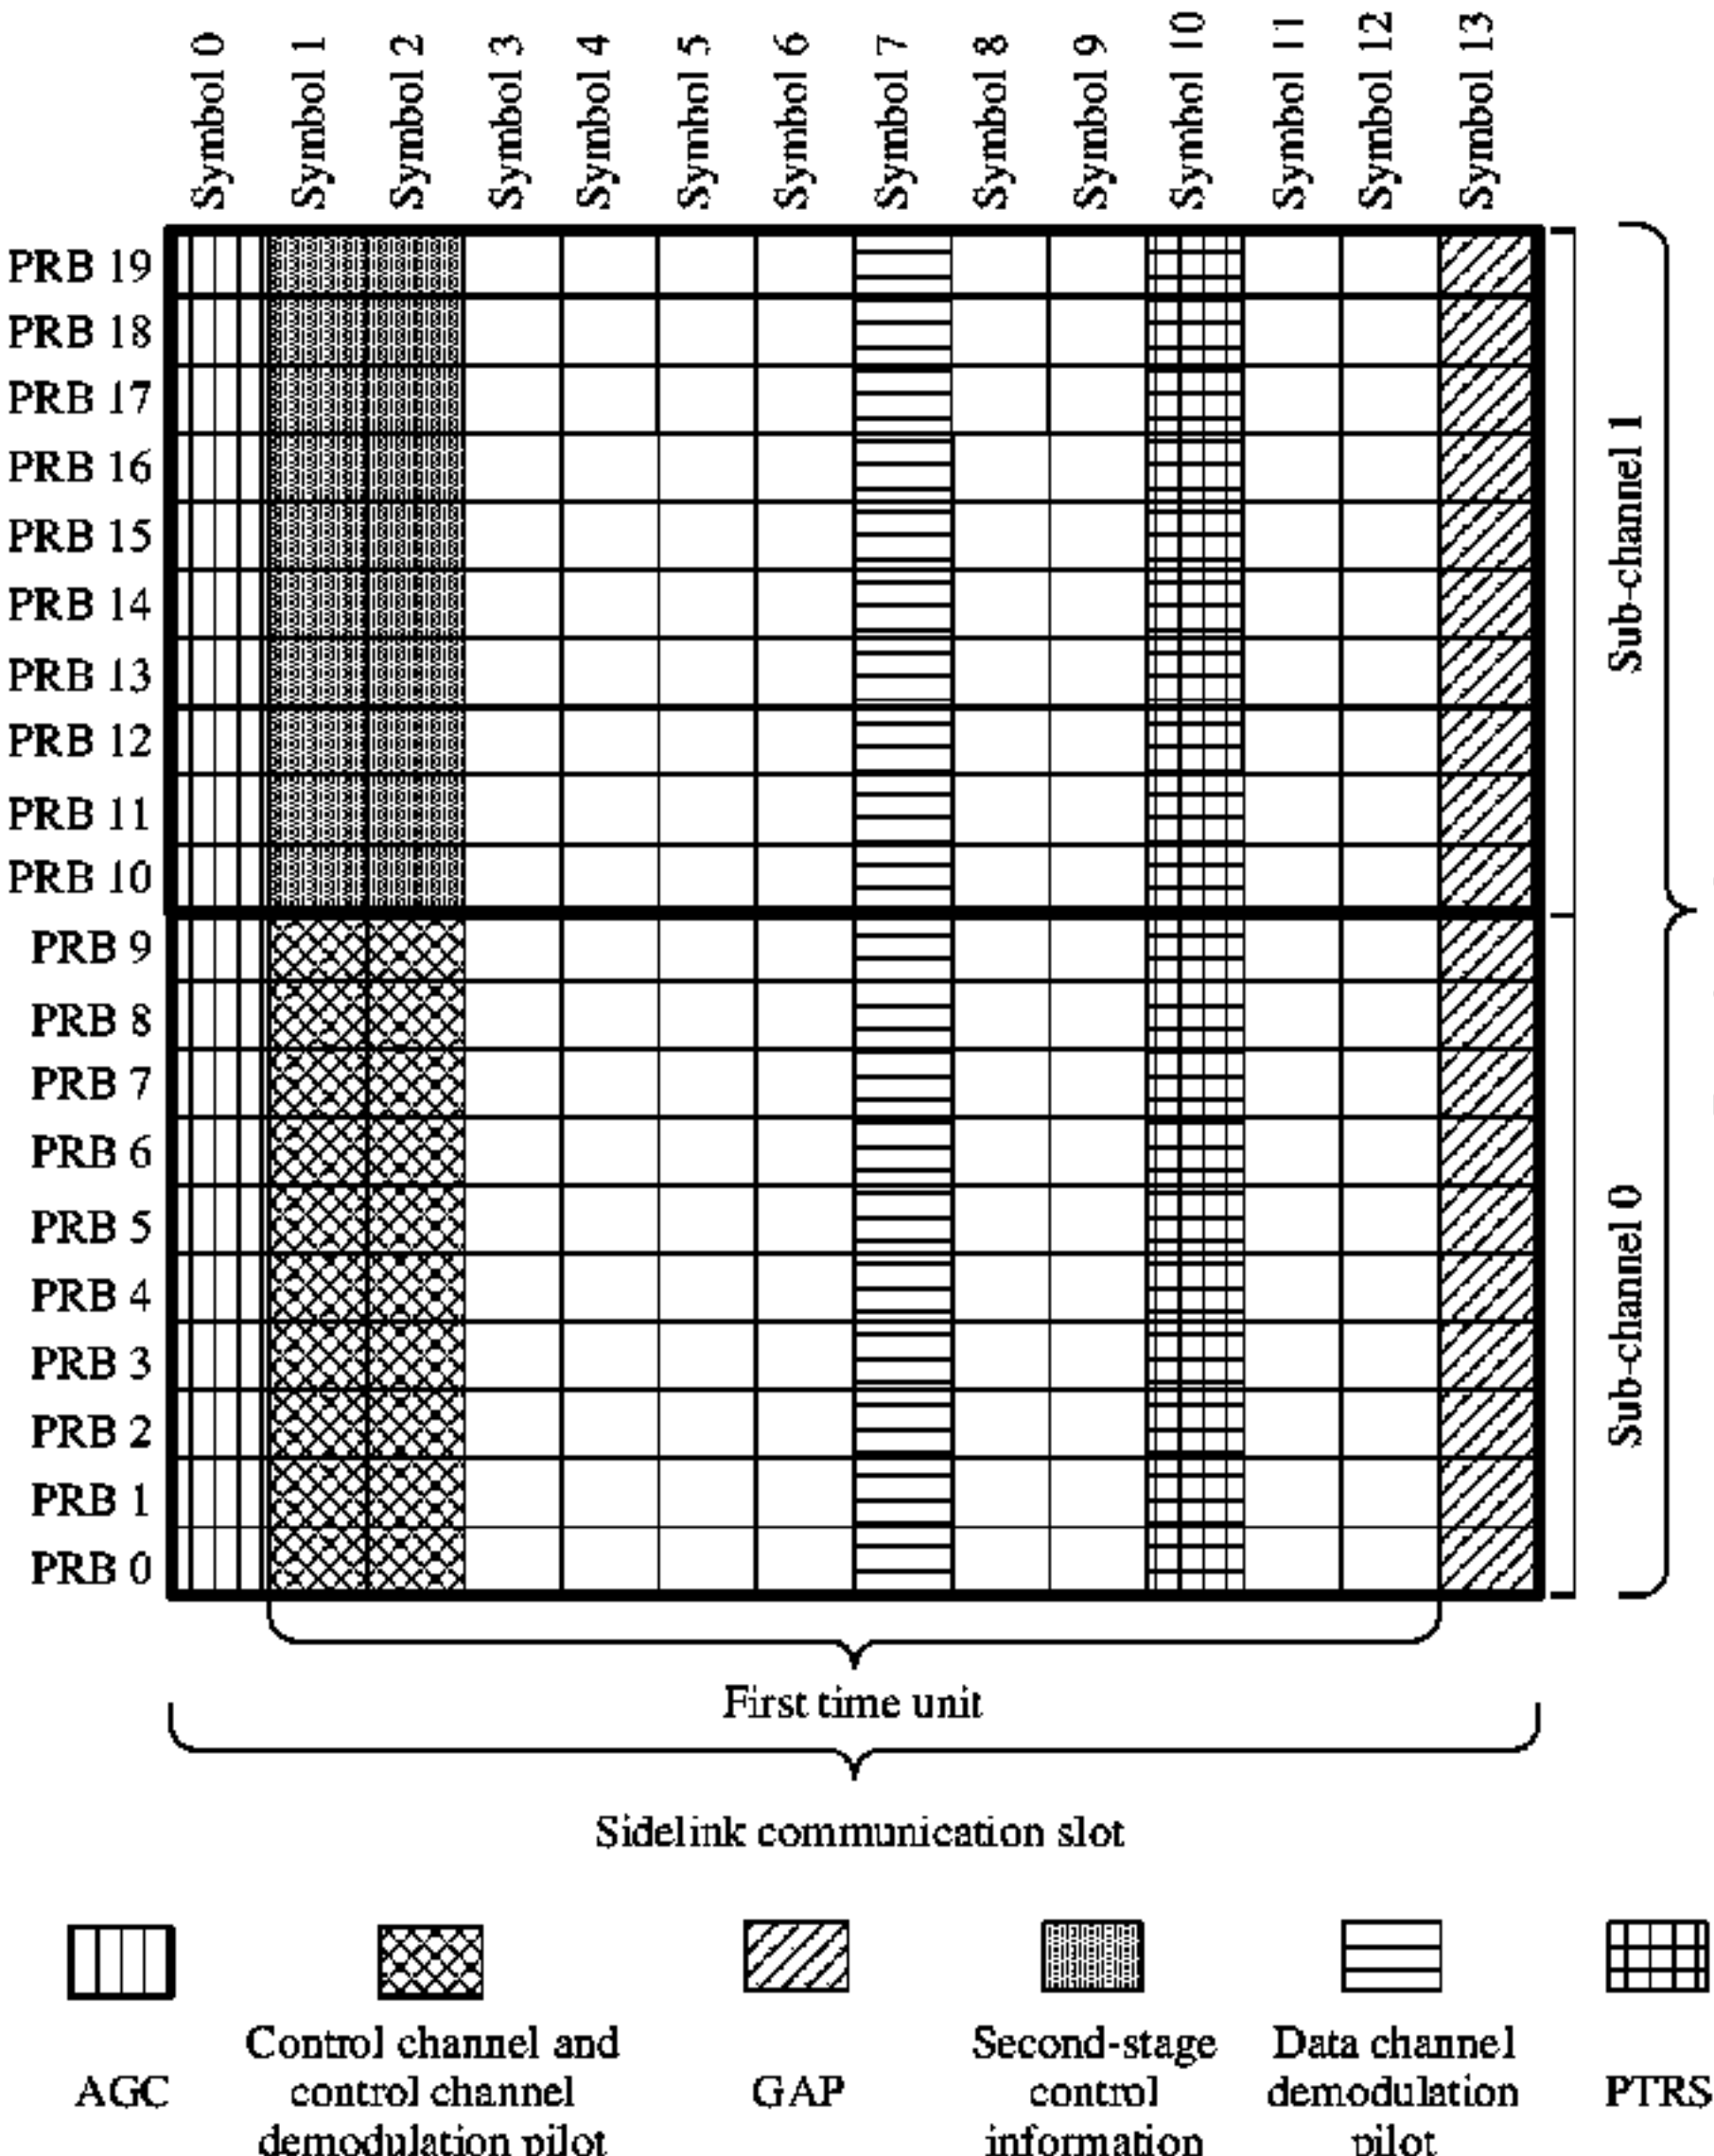 Symbol 0
Symbol 1
Symbol 2
Symbol 3
Symbol 4
Symbol 5
Symbol 6
Symbol 7
Symbol 8
Symbol 9
Symbol 10
Symbol 11
Symbol 12
Symbol 13
PRB 19
PRB 18
PRB 17
PRB 16
PRB 15
PRB 14
PRB 13
PRB 12
PRB 11
PRB 10
PRB 9
PRB 8
PRB 7
PRB 6
PRB 5
PRB 4
PRB 3
PRB 2
PRB 1
PRB 0
Sub-channel 1
Sub-channel 0
First time unit
Sidelink communication slot
AGC
Control channel and
control channel
demodulation pilot
GAP
Second-stage
control
information
Data channel
demodulation
pilot
PTRS